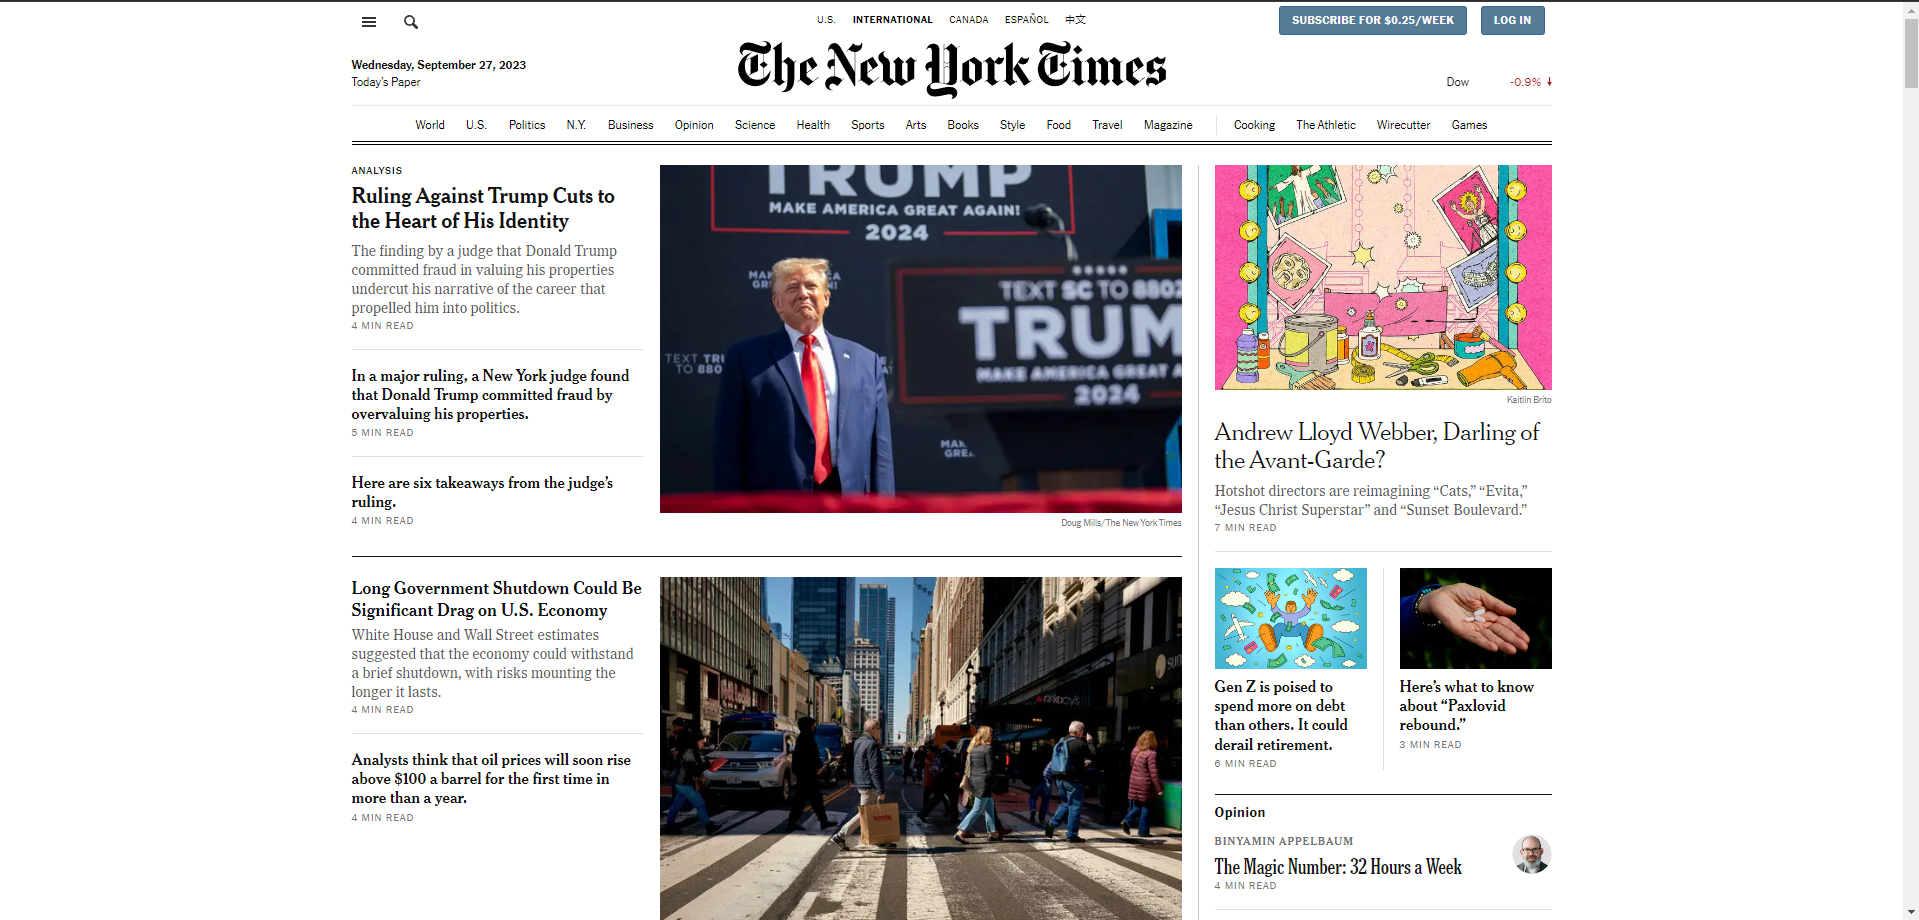 U.S. INTERNATIONAL CANADA ESPAÑOL 中文
SUBSCRIBE FOR $0.25/WEEK LOG IN
Wednesday, September 27, 2023
Today's Paper
The New York Times
Dow -0.9%
World U.S. Politics N.Y. Business Opinion Science Health Sports Arts Books Style Food Travel Magazine Cooking The Athletic Wirecutter Games
ANALYSIS
Ruling Against Trump Cuts to
the Heart of His Identity
The finding by a judge that Donald Trump
committed fraud in valuing his properties
undercut his narrative of the career that
propelled him into politics.
4 MIN READ
In a major ruling, a New York judge found
that Donald Trump committed fraud by
overvaluing his properties.
5 MIN READ
Here are six takeaways from the judge's
ruling.
4 MIN READ
TRUMP
MAKE AMERICA GREAT AGAIN!
2024
TEXT SC TO 8802
TRUM
MAKE AMERICA GREAT A
2024
TEXT TRU
TO 880
MAK
GREA
Doug Mills/The New York Times
Long Government Shutdown Could Be
Significant Drag on U.S. Economy
White House and Wall Street estimates
suggested that the economy could withstand
a brief shutdown, with risks mounting the
longer it lasts.
4 MIN READ
Analysts think that oil prices will soon rise
above $100 a barrel for the first time in
more than a year.
4 MIN READ
macy's
Kaitlin Brito
Andrew Lloyd Webber, Darling of
the Avant-Garde?
Hotshot directors are reimagining “Cats,” “Evita,”
“Jesus Christ Superstar” and “Sunset Boulevard.”
7 MIN READ
Gen Z is poised to
spend more on debt
than others. It could
derail retirement.
6 MIN READ
Here's what to know
about “Paxlovid
rebound.”
3 MIN READ
Opinion
BINYAMIN APPELBAUM
The Magic Number: 32 Hours a Week
4 MIN READ